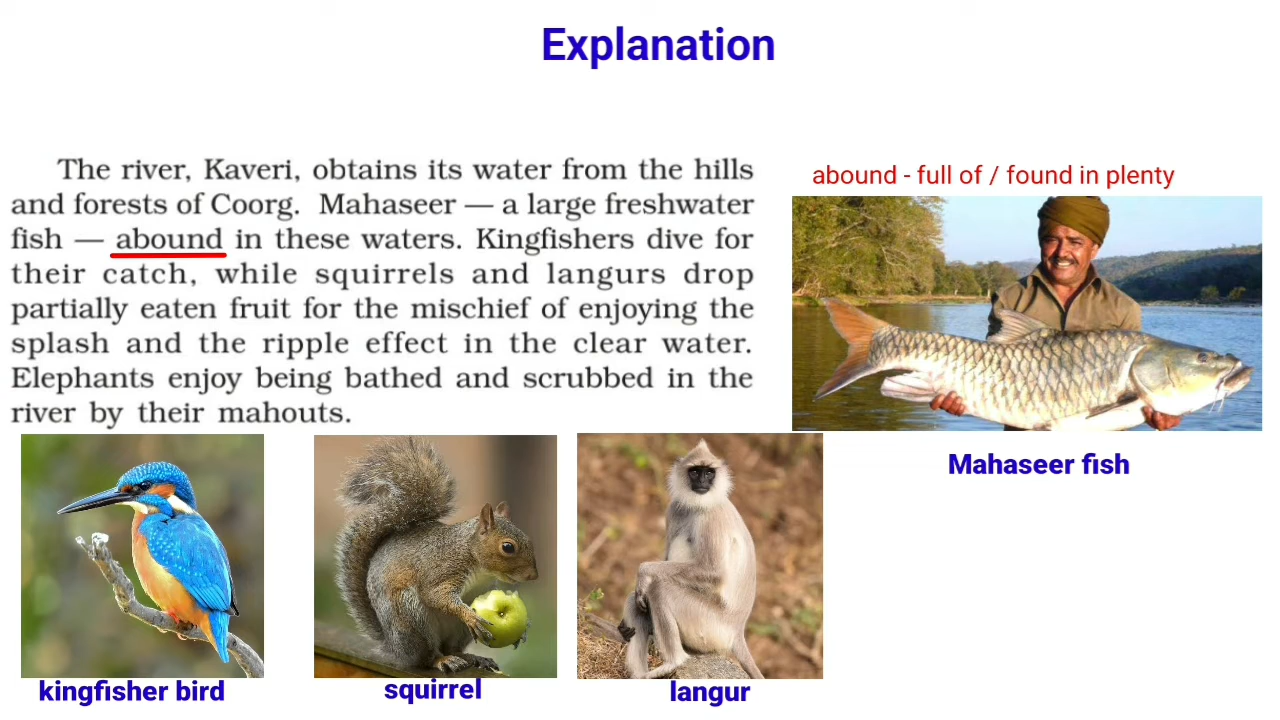 Explanation
The river, Kaveri, obtains its water from the hills
and forests of Coorg. Mahaseer — a large freshwater
fish — abound in these waters. Kingfishers dive for
their catch, while squirrels and langurs drop
partially eaten fruit for the mischief of enjoying the
splash and the ripple effect in the clear water.
Elephants enjoy being bathed and scrubbed in the
river by their mahouts.
abound - full of / found in plenty
Mahaseer fish
kingfisher bird
squirrel
langur